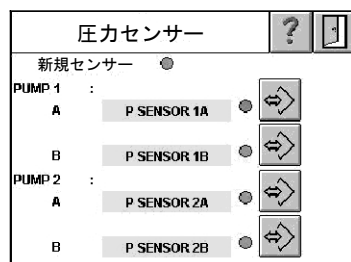 圧力センサー ?
新規センサー
PUMP 1 :
A P SENSOR 1A
B P SENSOR 1B
PUMP 2 :
A P SENSOR 2A
B P SENSOR 2B